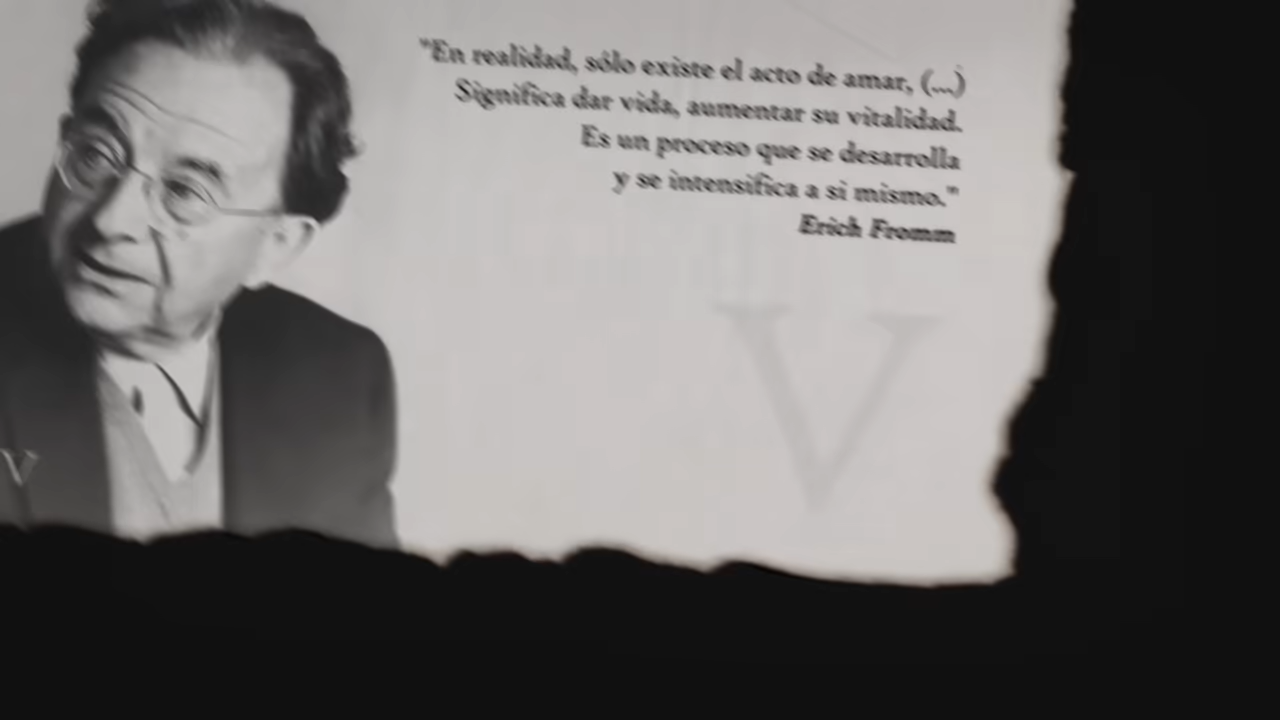 "En realidad, sólo existe el acto de amar, (...)
Significa dar vida, aumentar su vitalidad.
Es un proceso que se desarrolla
y se intensifica a si mismo."
Erich Fromm
V
V